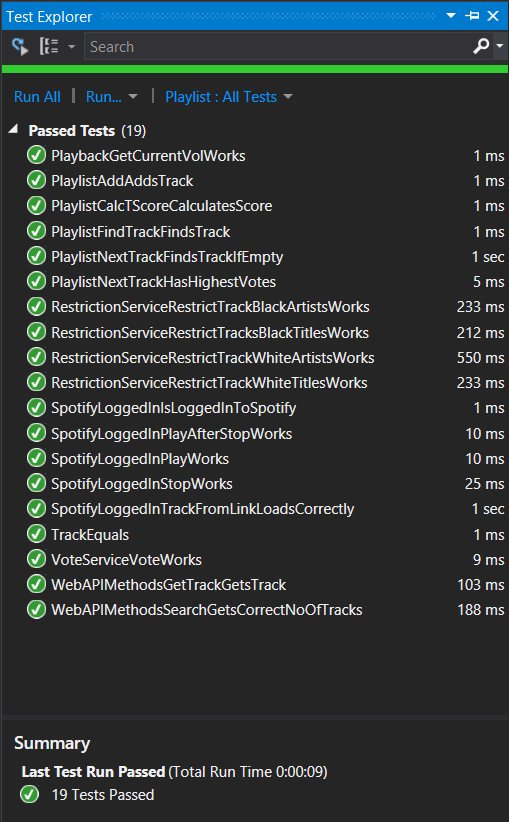 Test Explorer
Search
Run All | Run... | Playlist : All Tests
Passed Tests (19)
PlaybackGetCurrentVolWorks 1 ms
PlaylistAddAddsTrack 1 ms
PlaylistCalcTScoreCalculatesScore 1 ms
PlaylistFindTrackFindsTrack 1 ms
PlaylistNextTrackFindsTrackIfEmpty 1 sec
PlaylistNextTrackHasHighestVotes 5 ms
RestrictionServiceRestrictTrackBlackArtistsWorks 233 ms
RestrictionServiceRestrictTracksBlackTitlesWorks 212 ms
RestrictionServiceRestrictTrackWhiteArtistsWorks 550 ms
RestrictionServiceRestrictTrackWhiteTitlesWorks 233 ms
SpotifyLoggedInIsLoggedInToSpotify 1 ms
SpotifyLoggedInPlayAfterStopWorks 10 ms
SpotifyLoggedInPlayWorks 10 ms
SpotifyLoggedInStopWorks 25 ms
SpotifyLoggedInTrackFromLinkLoadsCorrectly 1 sec
TrackEquals 1 ms
VoteServiceVoteWorks 9 ms
WebAPIMethodsGetTrackGetsTrack 103 ms
WebAPIMethodsSearchGetsCorrectNoOfTracks 188 ms
Summary
Last Test Run Passed (Total Run Time 0:00:09)
19 Tests Passed